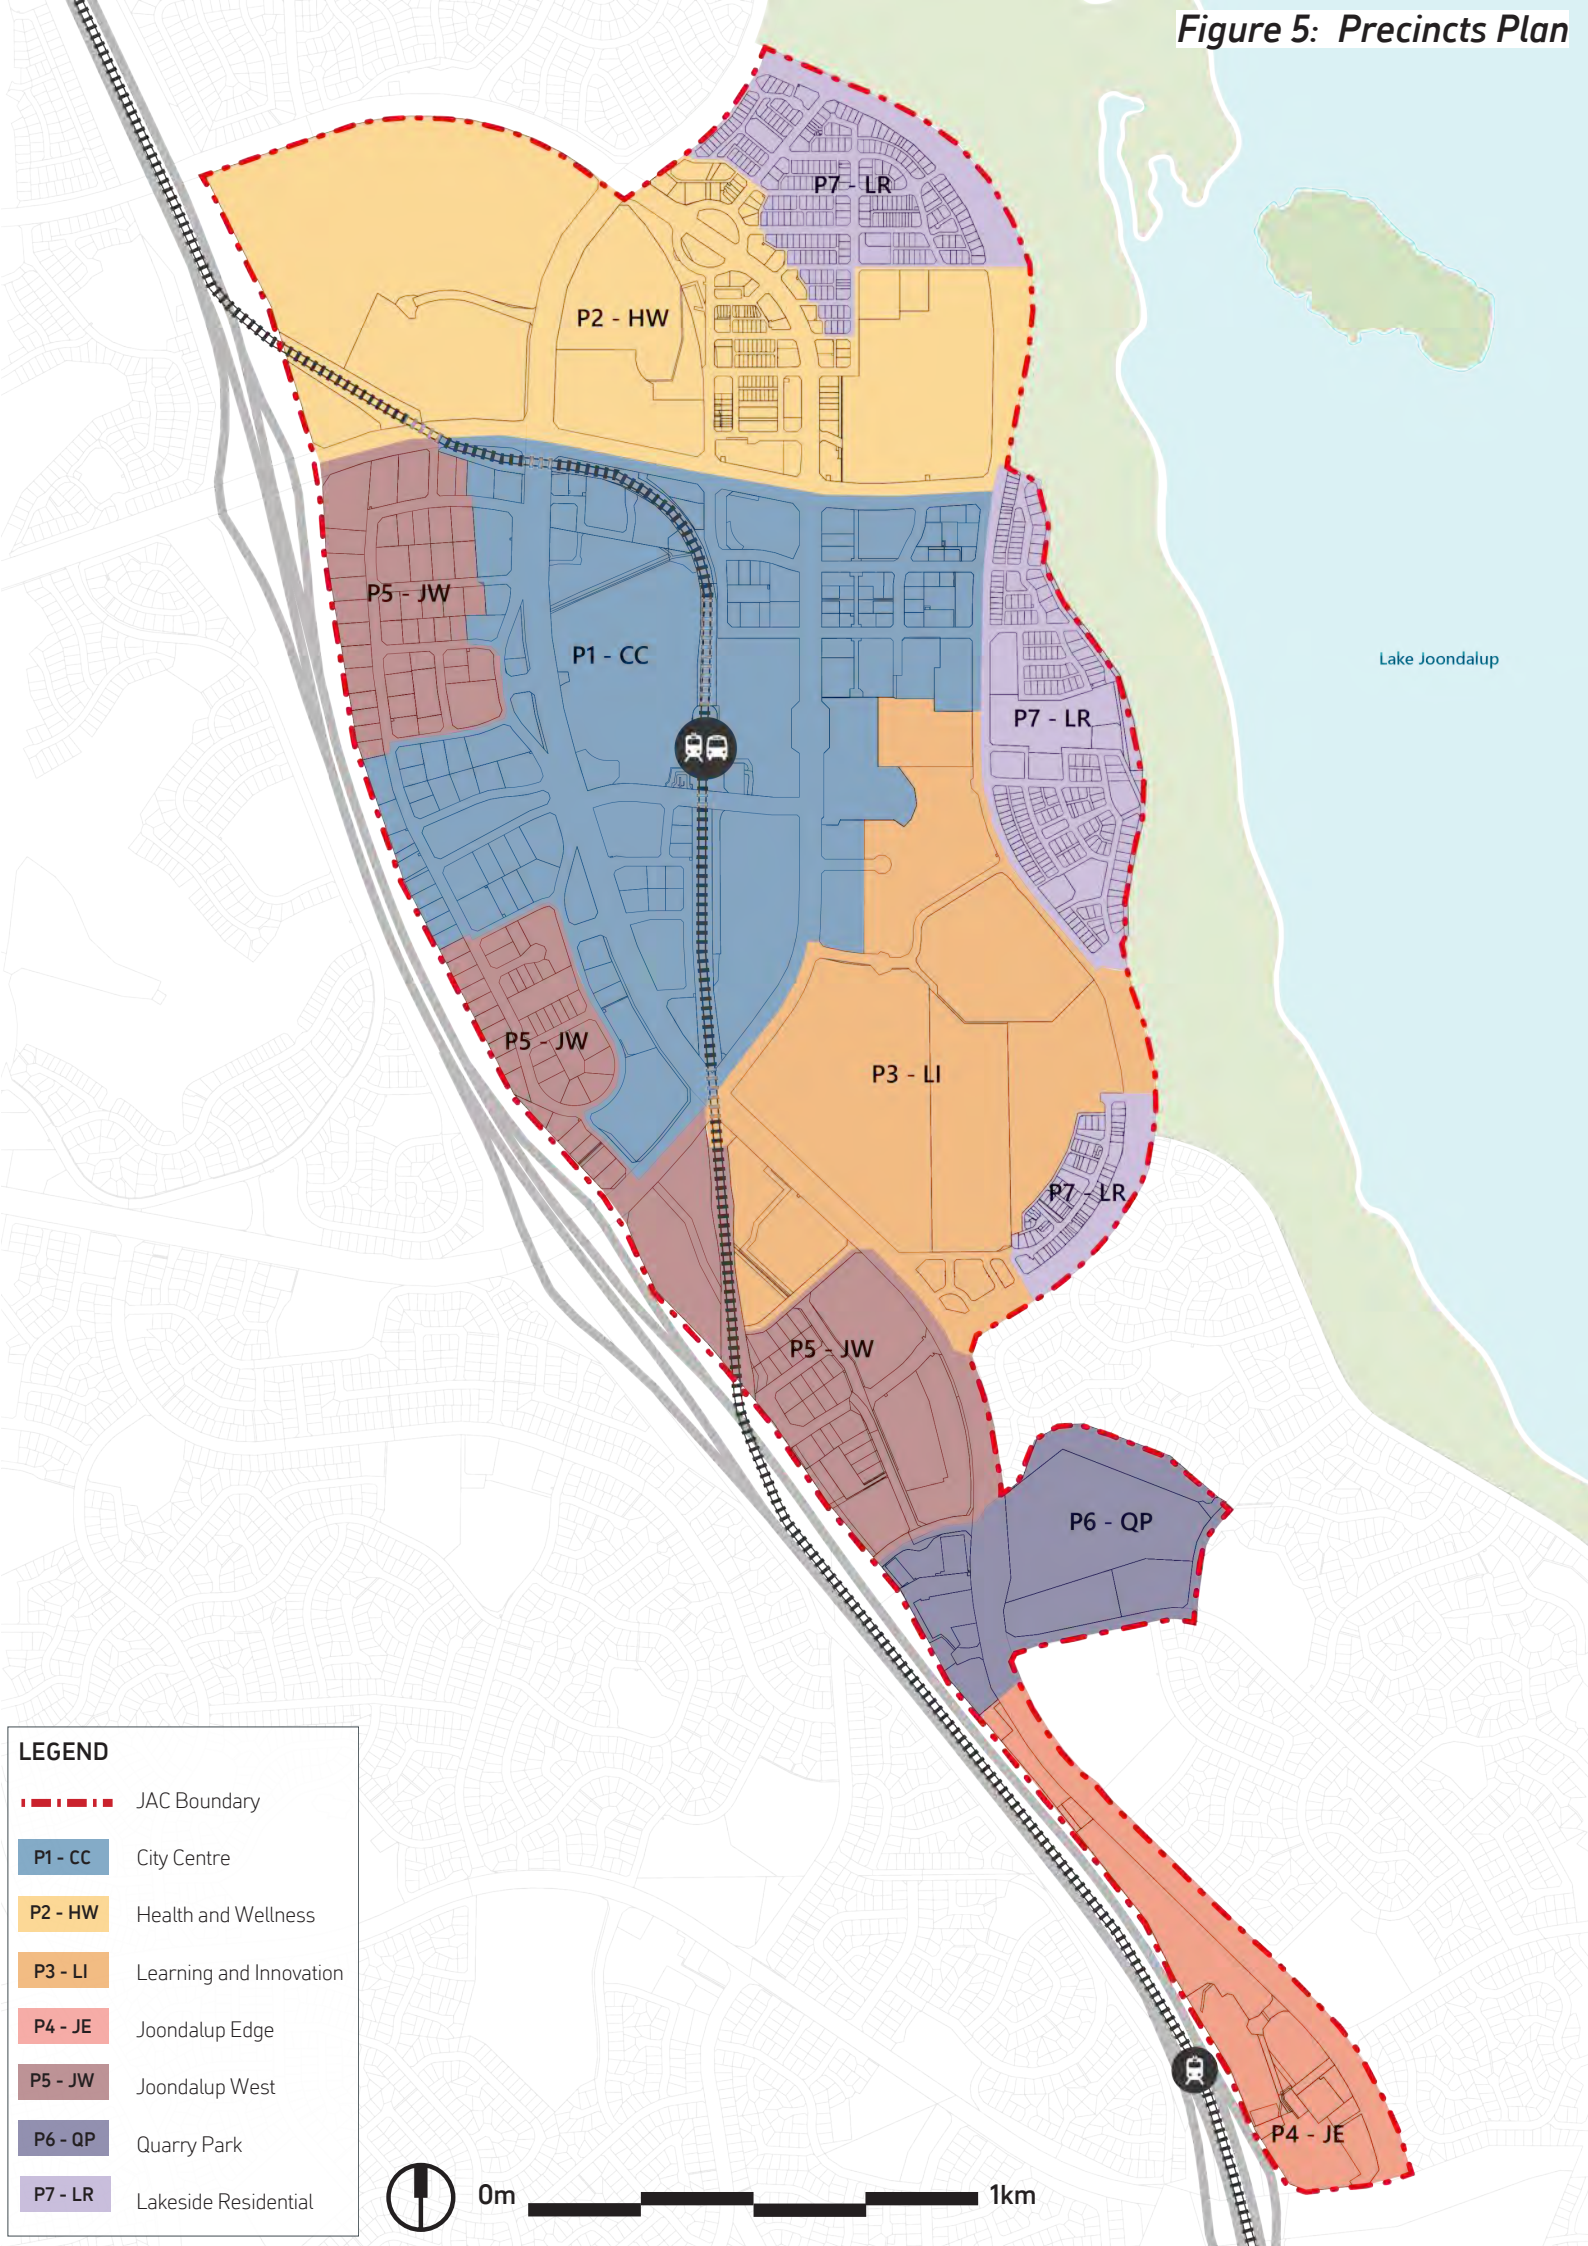 Figure 5: Precincts Plan
P7 - LR
P2 - HW
P5 - JW
P1 - CC
Lake Joondalup
P7 - LR
P5 - JW
P3 - LI
P7 - LR
P5 - JW
P6 - QP
P4 - JE
LEGEND
JAC Boundary
P1 - CC City Centre
P2 - HW Health and Wellness
P3 - LI Learning and Innovation
P4 - JE Joondalup Edge
P5 - JW Joondalup West
P6 - QP Quarry Park
P7 - LR Lakeside Residential
0m 1km